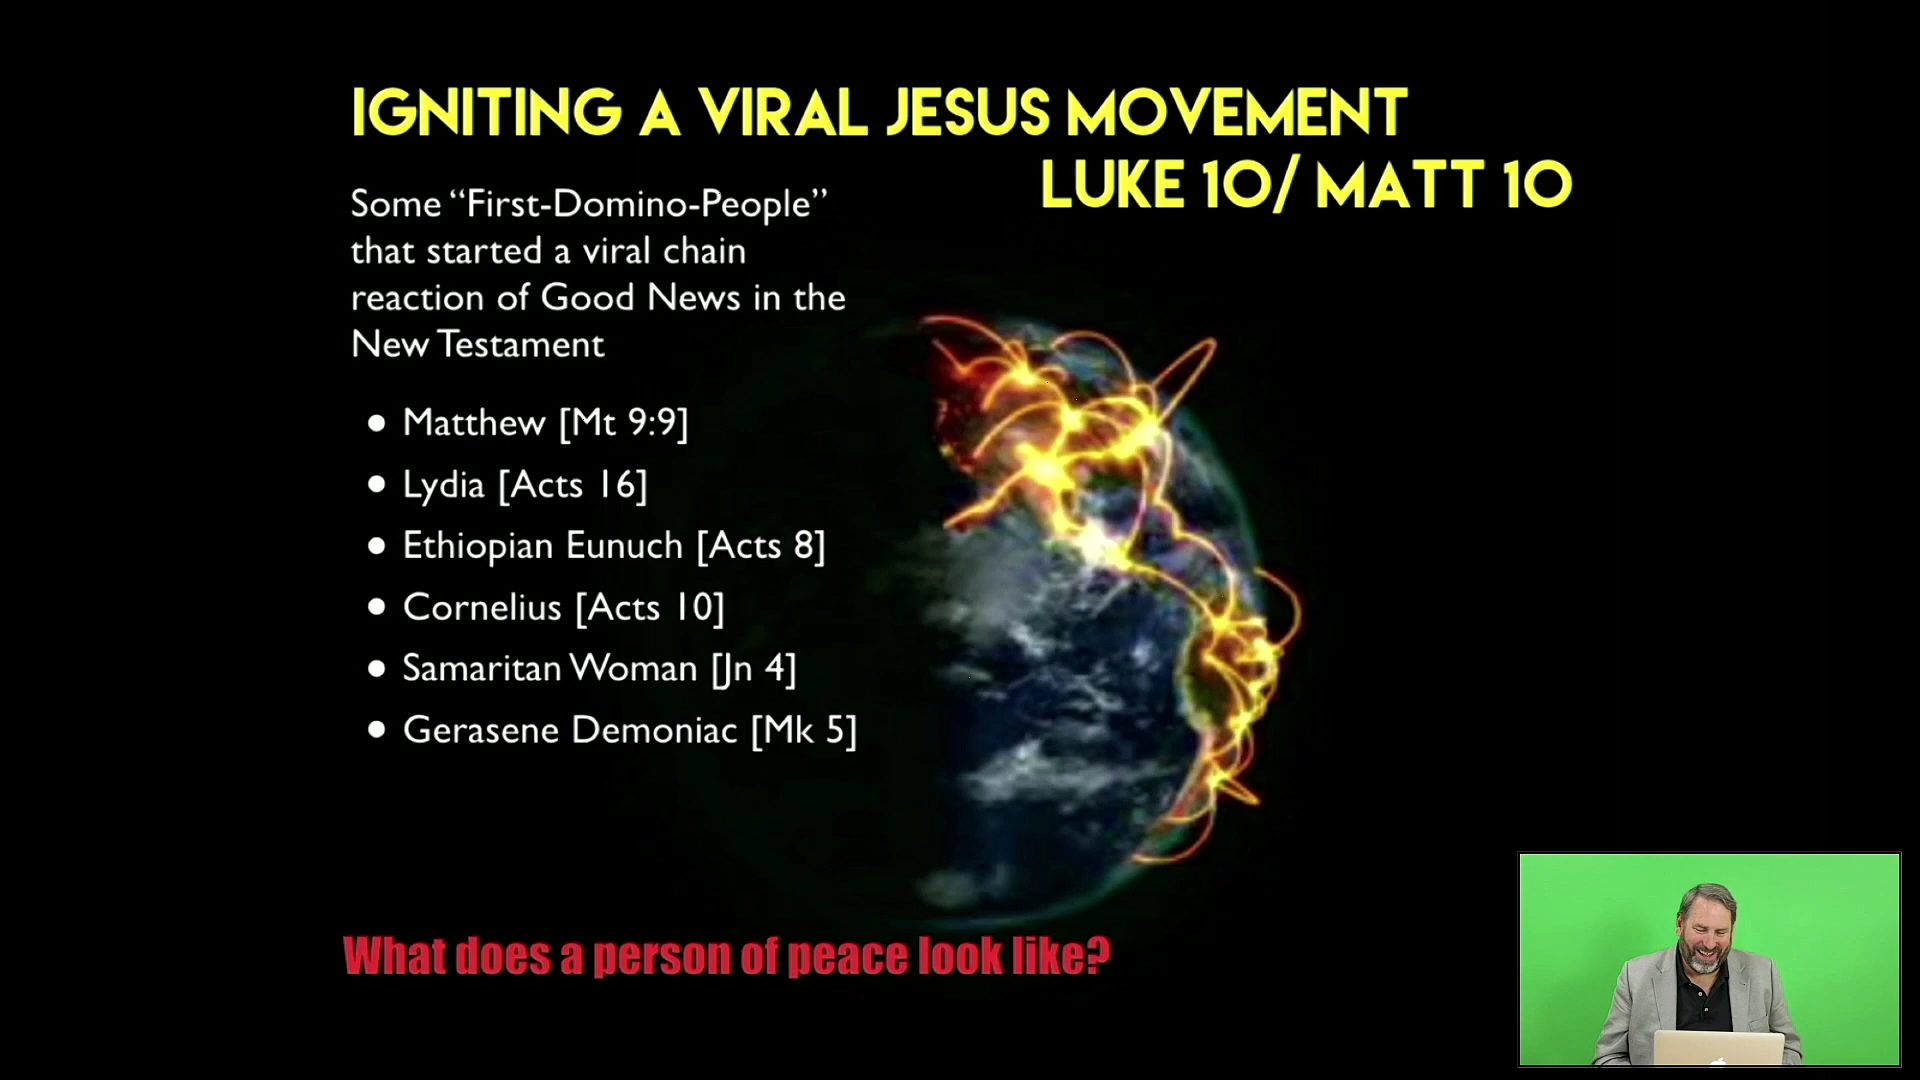 IGNITING A VIRAL JESUS MOVEMENT
LUKE 10/ MATT 10
Some “First-Domino-People”
that started a viral chain
reaction of Good News in the
New Testament
• Matthew [Mt 9:9]
• Lydia [Acts 16]
• Ethiopian Eunuch [Acts 8]
• Cornelius [Acts 10]
• Samaritan Woman [Jn 4]
• Gerasene Demoniac [Mk 5]
What does a person of peace look like?